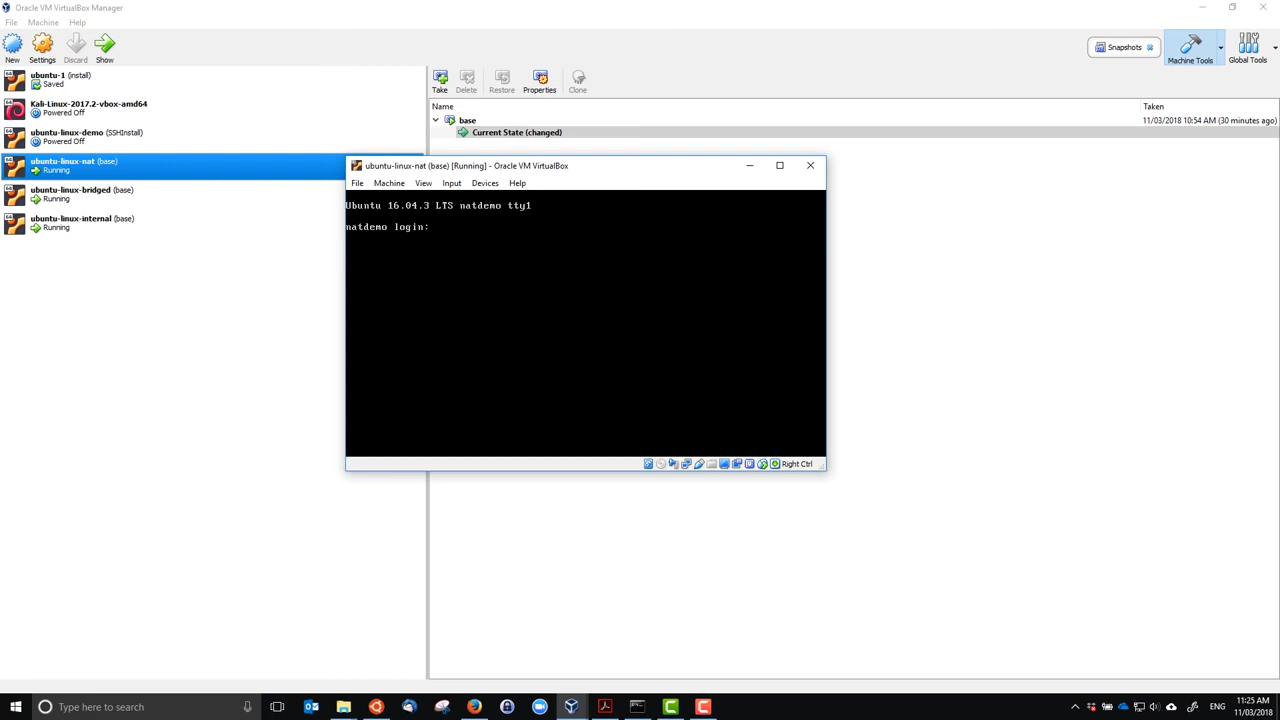 Oracle VM VirtualBox Manager
File Machine Help
New Settings Discard Show
Snapshots
Machine Tools
Global Tools
ubuntu-1 (install)
Saved
Kali-Linux-2017.2-vbox-amd64
Powered Off
ubuntu-linux-demo (SSHInstall)
Powered Off
ubuntu-linux-nat (base)
Running
ubuntu-linux-bridged (base)
Running
ubuntu-linux-internal (base)
Running
Take Delete Restore Properties Clone
Name Taken
base 11/03/2018 10:54 AM (30 minutes ago)
Current State (changed)
ubuntu-linux-nat (base) [Running] - Oracle VM VirtualBox
File Machine View Input Devices Help
Ubuntu 16.04.3 LTS natdemo tty1
natdemo login:
Right Ctrl
Type here to search
ENG
11:25 AM
11/03/2018